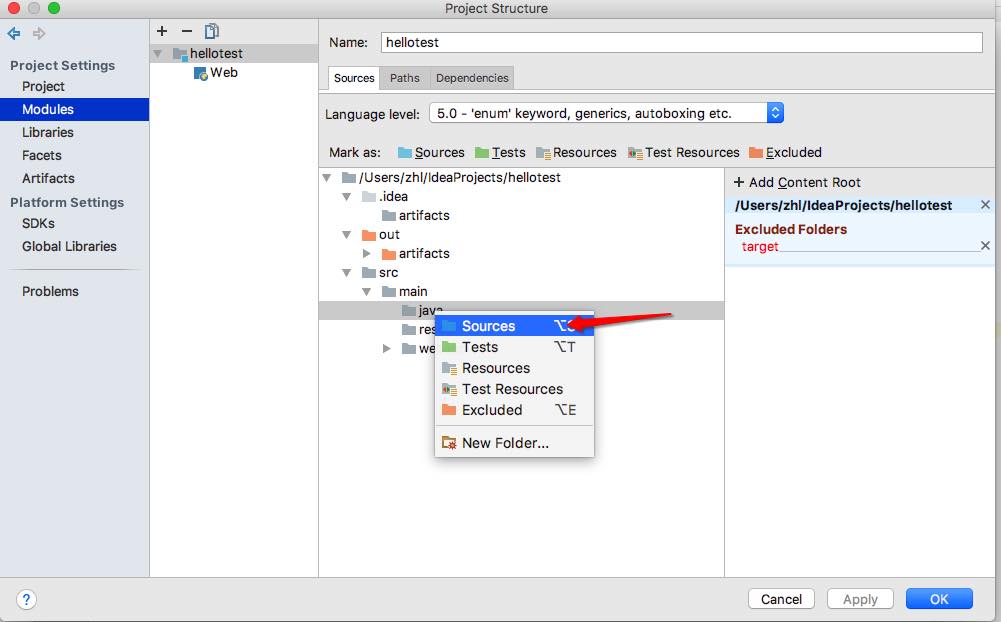 Project Structure
Project Settings
Project
Modules
Libraries
Facets
Artifacts
Platform Settings
SDKs
Global Libraries
Problems
hellotest
Web
Name: hellotest
Sources Paths Dependencies
Language level: 5.0 - 'enum' keyword, generics, autoboxing etc.
Mark as: Sources Tests Resources Test Resources Excluded
/Users/zhl/IdeaProjects/hellotest
.idea
artifacts
out
artifacts
src
main
java
Sources
Tests ⌥T
Resources
Test Resources
Excluded ⌥E
New Folder...
+ Add Content Root
/Users/zhl/IdeaProjects/hellotest
Excluded Folders
target
? Cancel Apply OK